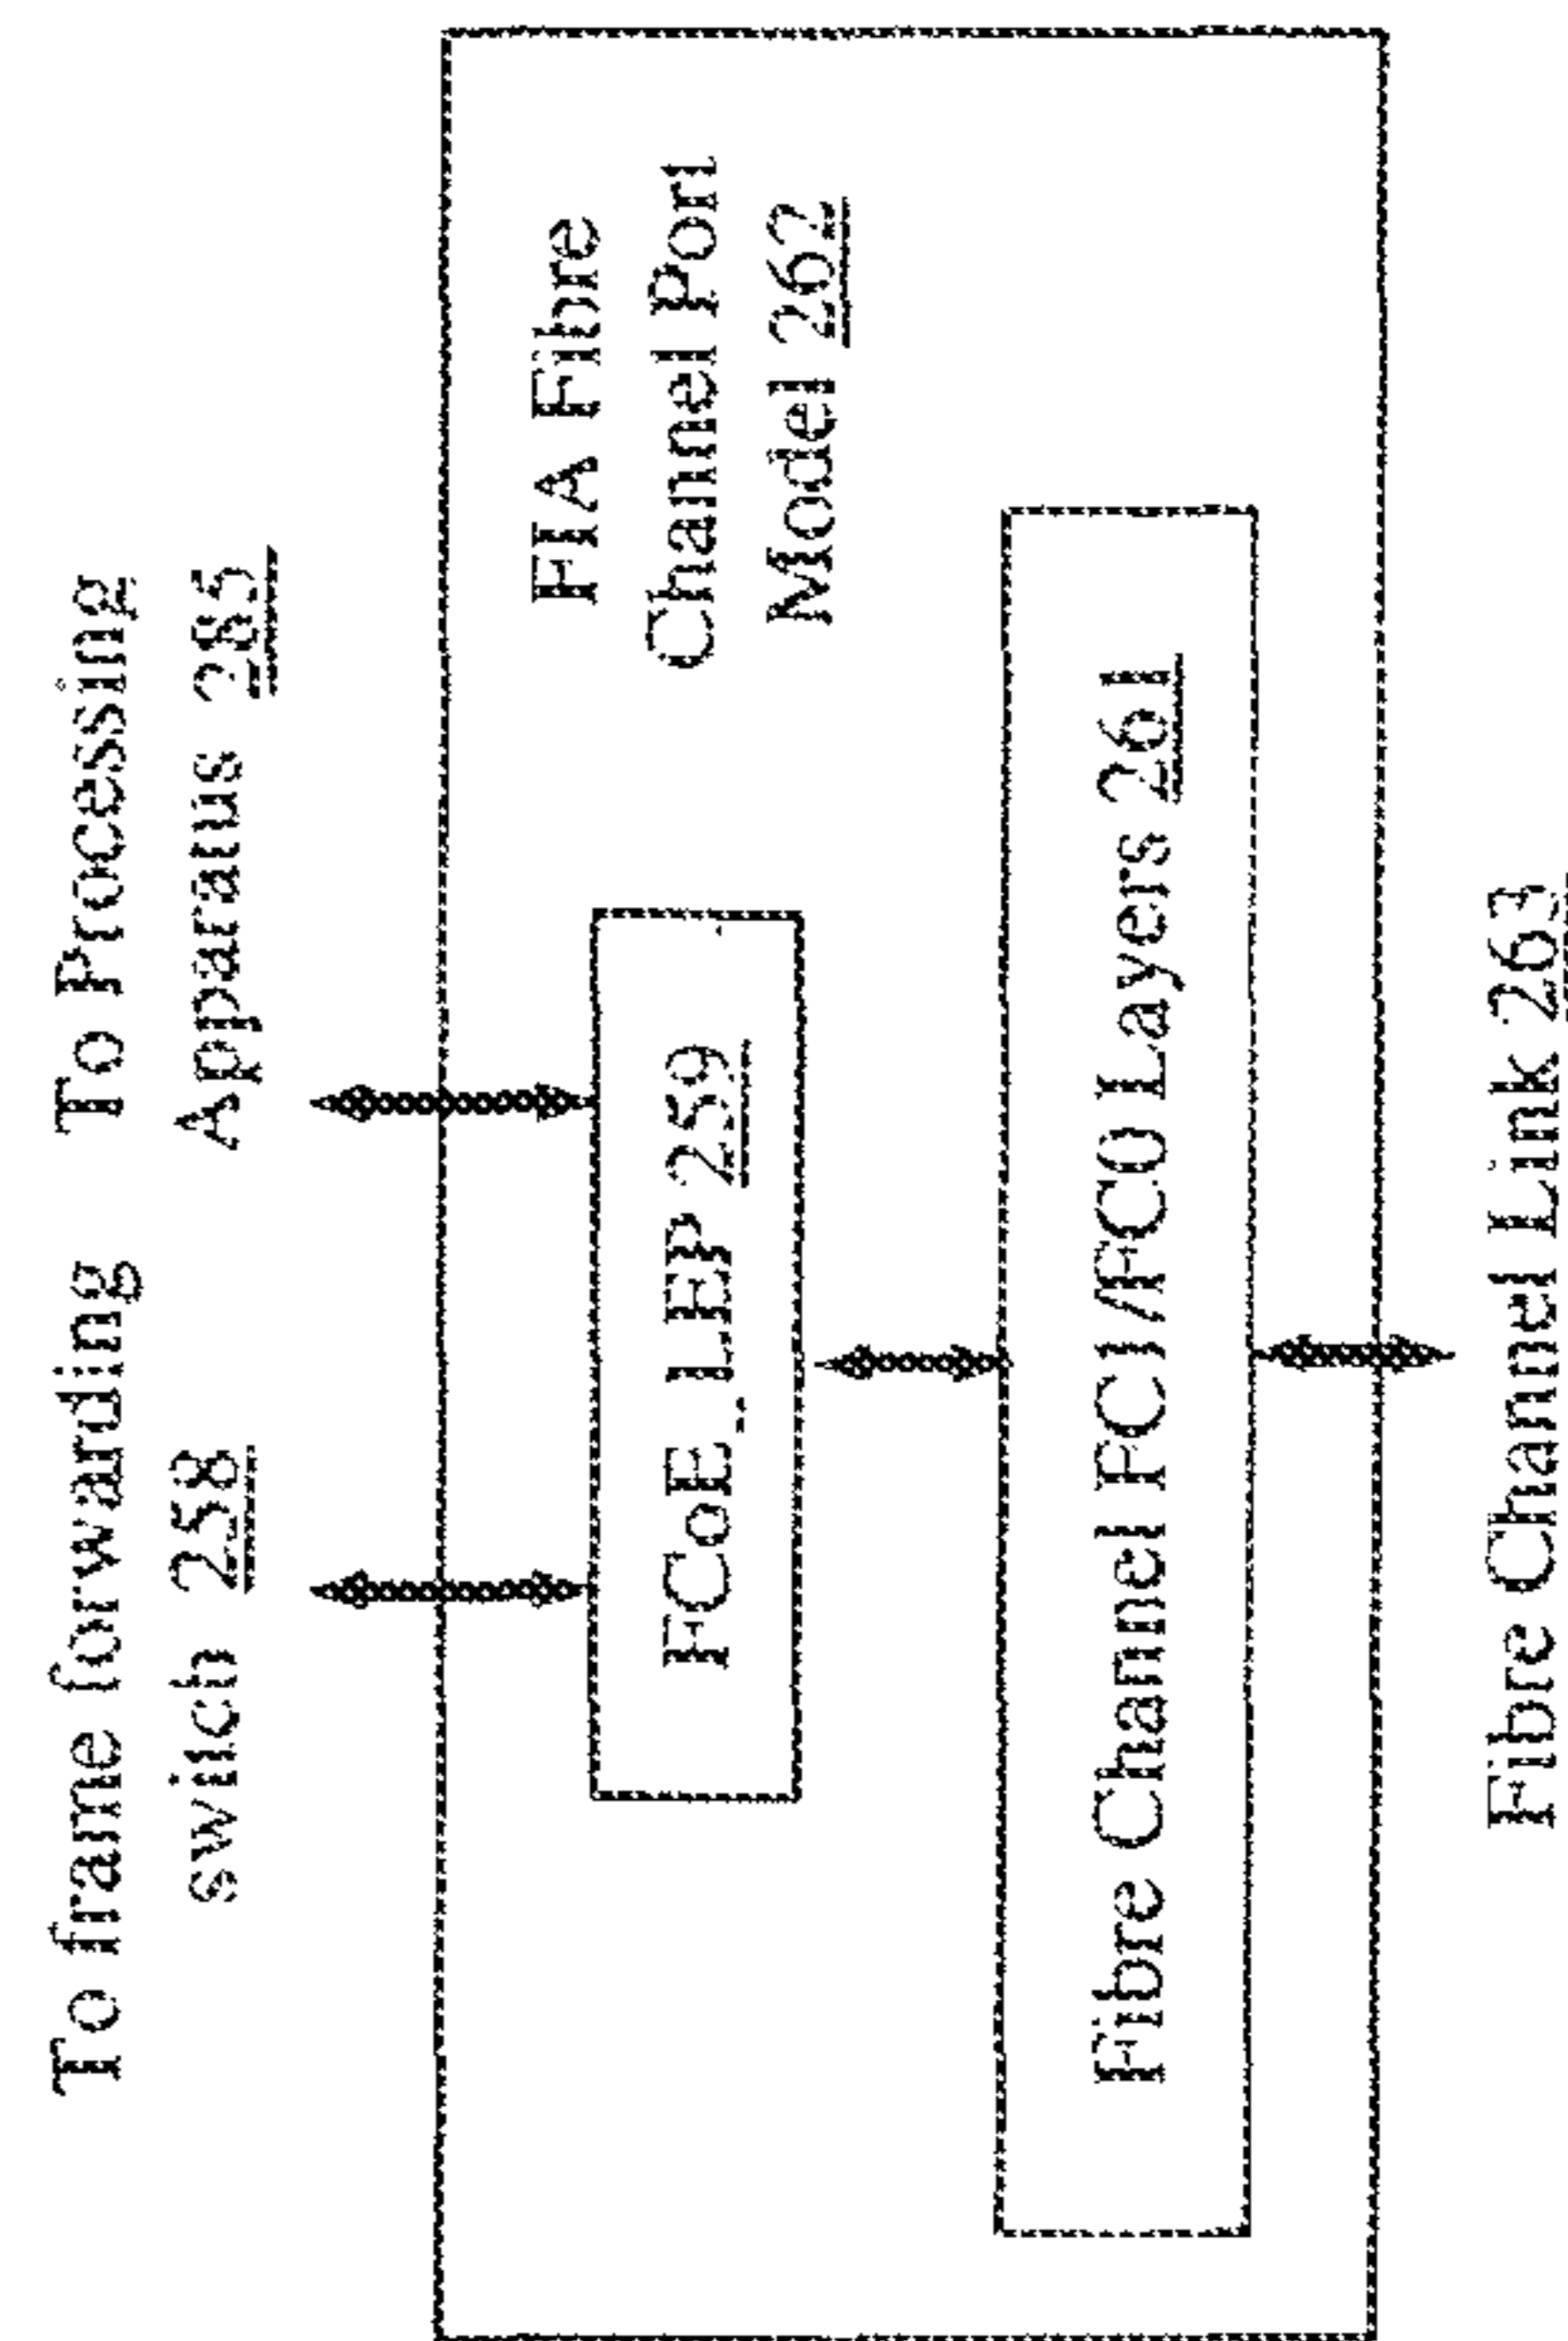 To frame forwarding
switch 258
To Processing
Apparatus 285
FIA Fibre
Channel Port
Model 262
FCoE_LEP 259
Fibre Channel FC1/FC0 Layers 261
Fibre Channel Link 263